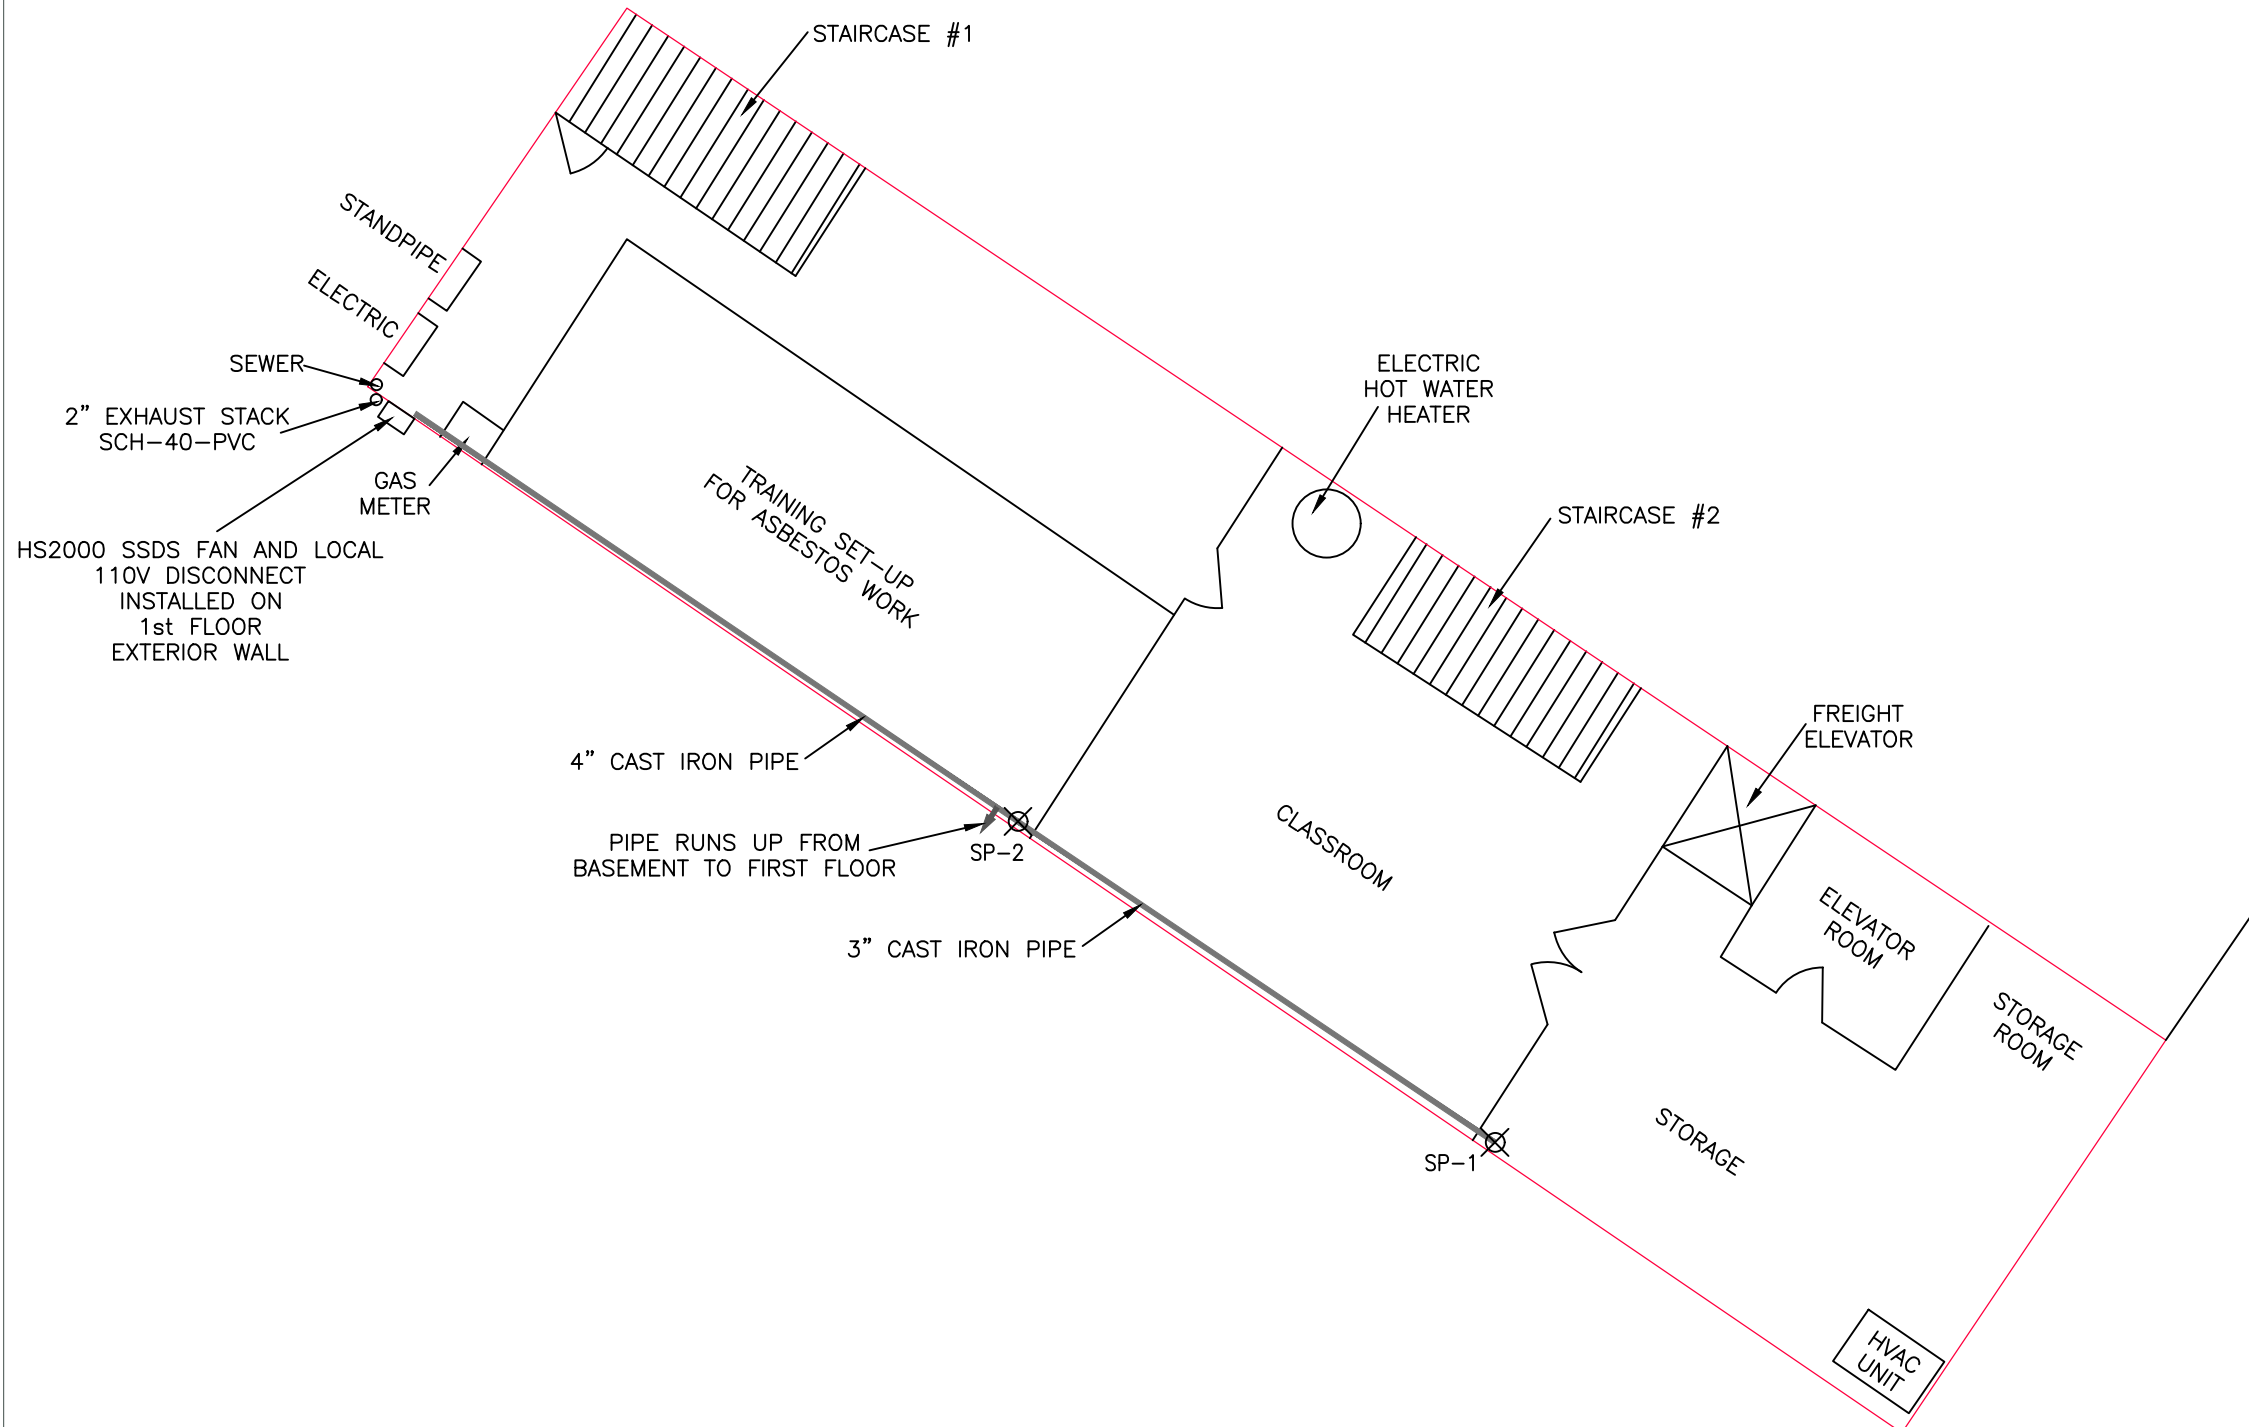 STAIRCASE #1
STANDPIPE
ELECTRIC
SEWER
2” EXHAUST STACK
SCH-40-PVC
GAS
METER
HS2000 SSDS FAN AND LOCAL
110V DISCONNECT
INSTALLED ON
1st FLOOR
EXTERIOR WALL
TRAINING SET-UP
FOR ASBESTOS WORK
ELECTRIC
HOT WATER
HEATER
STAIRCASE #2
4” CAST IRON PIPE
PIPE RUNS UP FROM
BASEMENT TO FIRST FLOOR
SP-2
CLASSROOM
FREIGHT
ELEVATOR
3” CAST IRON PIPE
ELEVATOR
ROOM
STORAGE
ROOM
SP-1
STORAGE
HVAC
UNIT